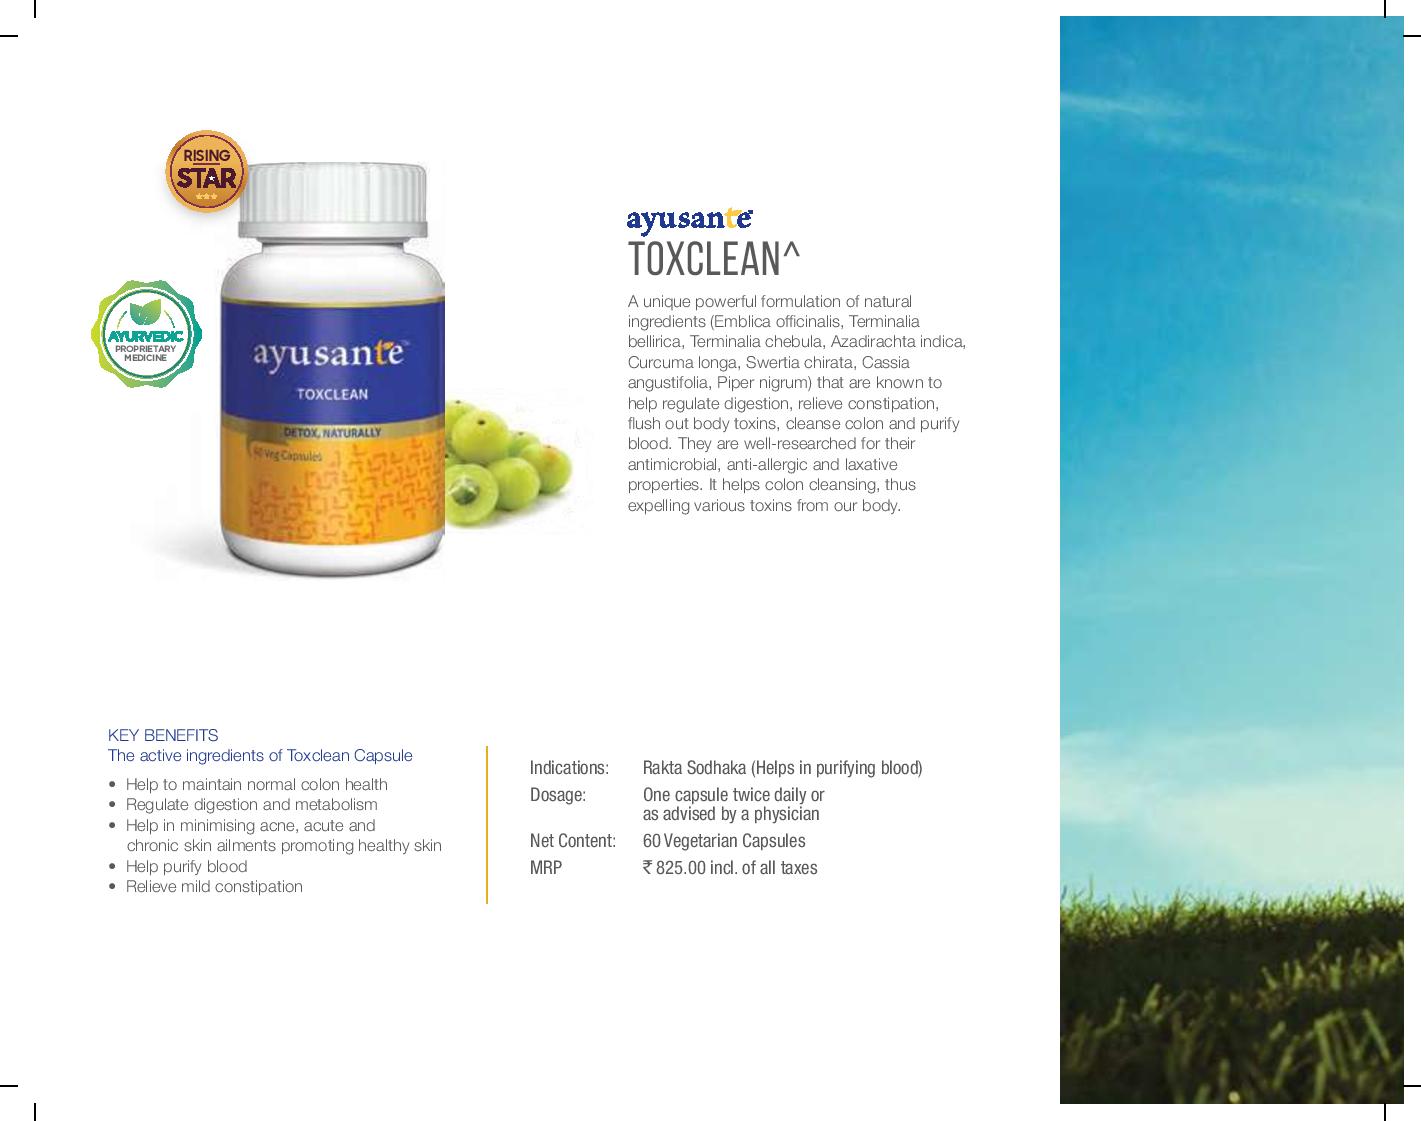 RISING
STAR
AYURVEDIC
PROPRIETARY
MEDICINE
ayusante™
TOXCLEAN
DETOX, NATURALLY
60 Veg Capsules
ayusante™
TOXCLEAN^
A unique powerful formulation of natural
ingredients (Emblica officinalis, Terminalia
bellirica, Terminalia chebula, Azadirachta indica,
Curcuma longa, Swertia chirata, Cassia
angustifolia, Piper nigrum) that are known to
help regulate digestion, relieve constipation,
flush out body toxins, cleanse colon and purify
blood. They are well-researched for their
antimicrobial, anti-allergic and laxative
properties. It helps colon cleansing, thus
expelling various toxins from our body.
KEY BENEFITS
The active ingredients of Toxclean Capsule
• Help to maintain normal colon health
• Regulate digestion and metabolism
• Help in minimising acne, acute and
chronic skin ailments promoting healthy skin
• Help purify blood
• Relieve mild constipation
Indications: Rakta Sodhaka (Helps in purifying blood)
Dosage: One capsule twice daily or
as advised by a physician
Net Content: 60 Vegetarian Capsules
MRP ₹ 825.00 incl. of all taxes